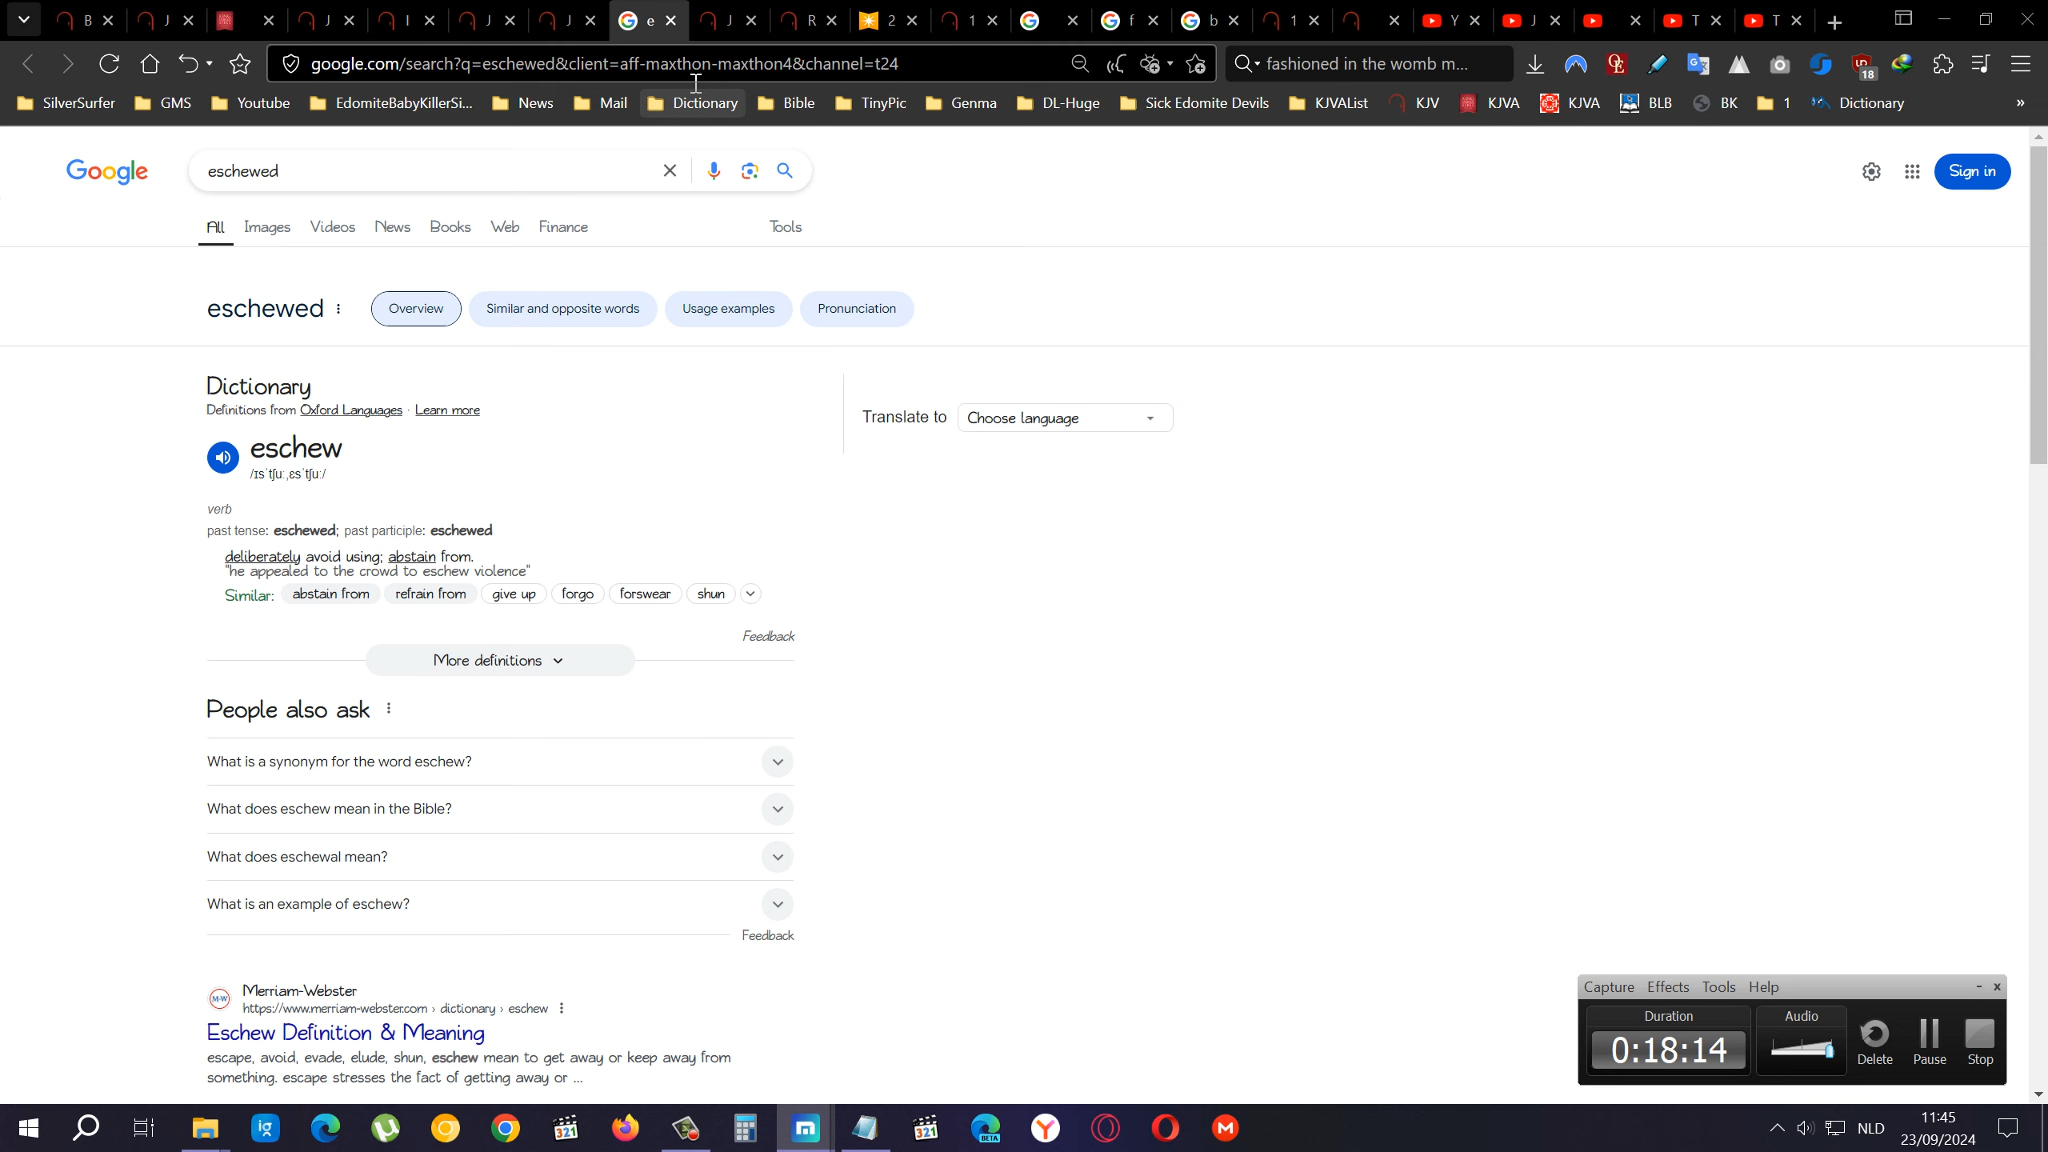 B J J I J J e J R 2 1 f b 1 Y J T T
google.com/search?q=eschewed&client=aff-maxthon-maxthon4&channel=t24
fashioned in the womb m...
18
SilverSurfer GMS Youtube EdomiteBabyKillerSi... News Mail Dictionary Bible TinyPic Genma DL-Huge Sick Edomite Devils KJVAList KJV KJVA KJVA BLB BK 1 Dictionary »
Google
eschewed
Sign in
All Images Videos News Books Web Finance Tools
eschewed
Overview Similar and opposite words Usage examples Pronunciation
Dictionary
Definitions from Oxford Languages · Learn more
Translate to Choose language
eschew
/ɪsˈtʃuː,ɛsˈtʃuː/
verb
past tense: eschewed; past participle: eschewed
deliberately avoid using; abstain from.
"he appealed to the crowd to eschew violence"
Similar: abstain from refrain from give up forgo forswear shun
Feedback
More definitions
People also ask
What is a synonym for the word eschew?
What does eschew mean in the Bible?
What does eschewal mean?
What is an example of eschew?
Feedback
M-W
Merriam-Webster
https://www.merriam-webster.com › dictionary › eschew
Eschew Definition & Meaning
escape, avoid, evade, elude, shun, eschew mean to get away or keep away from
something. escape stresses the fact of getting away or ...
Capture Effects Tools Help - x
Duration Audio
0:18:14
Delete Pause Stop
ig 321 321 BETA
NLD
11:45
23/09/2024